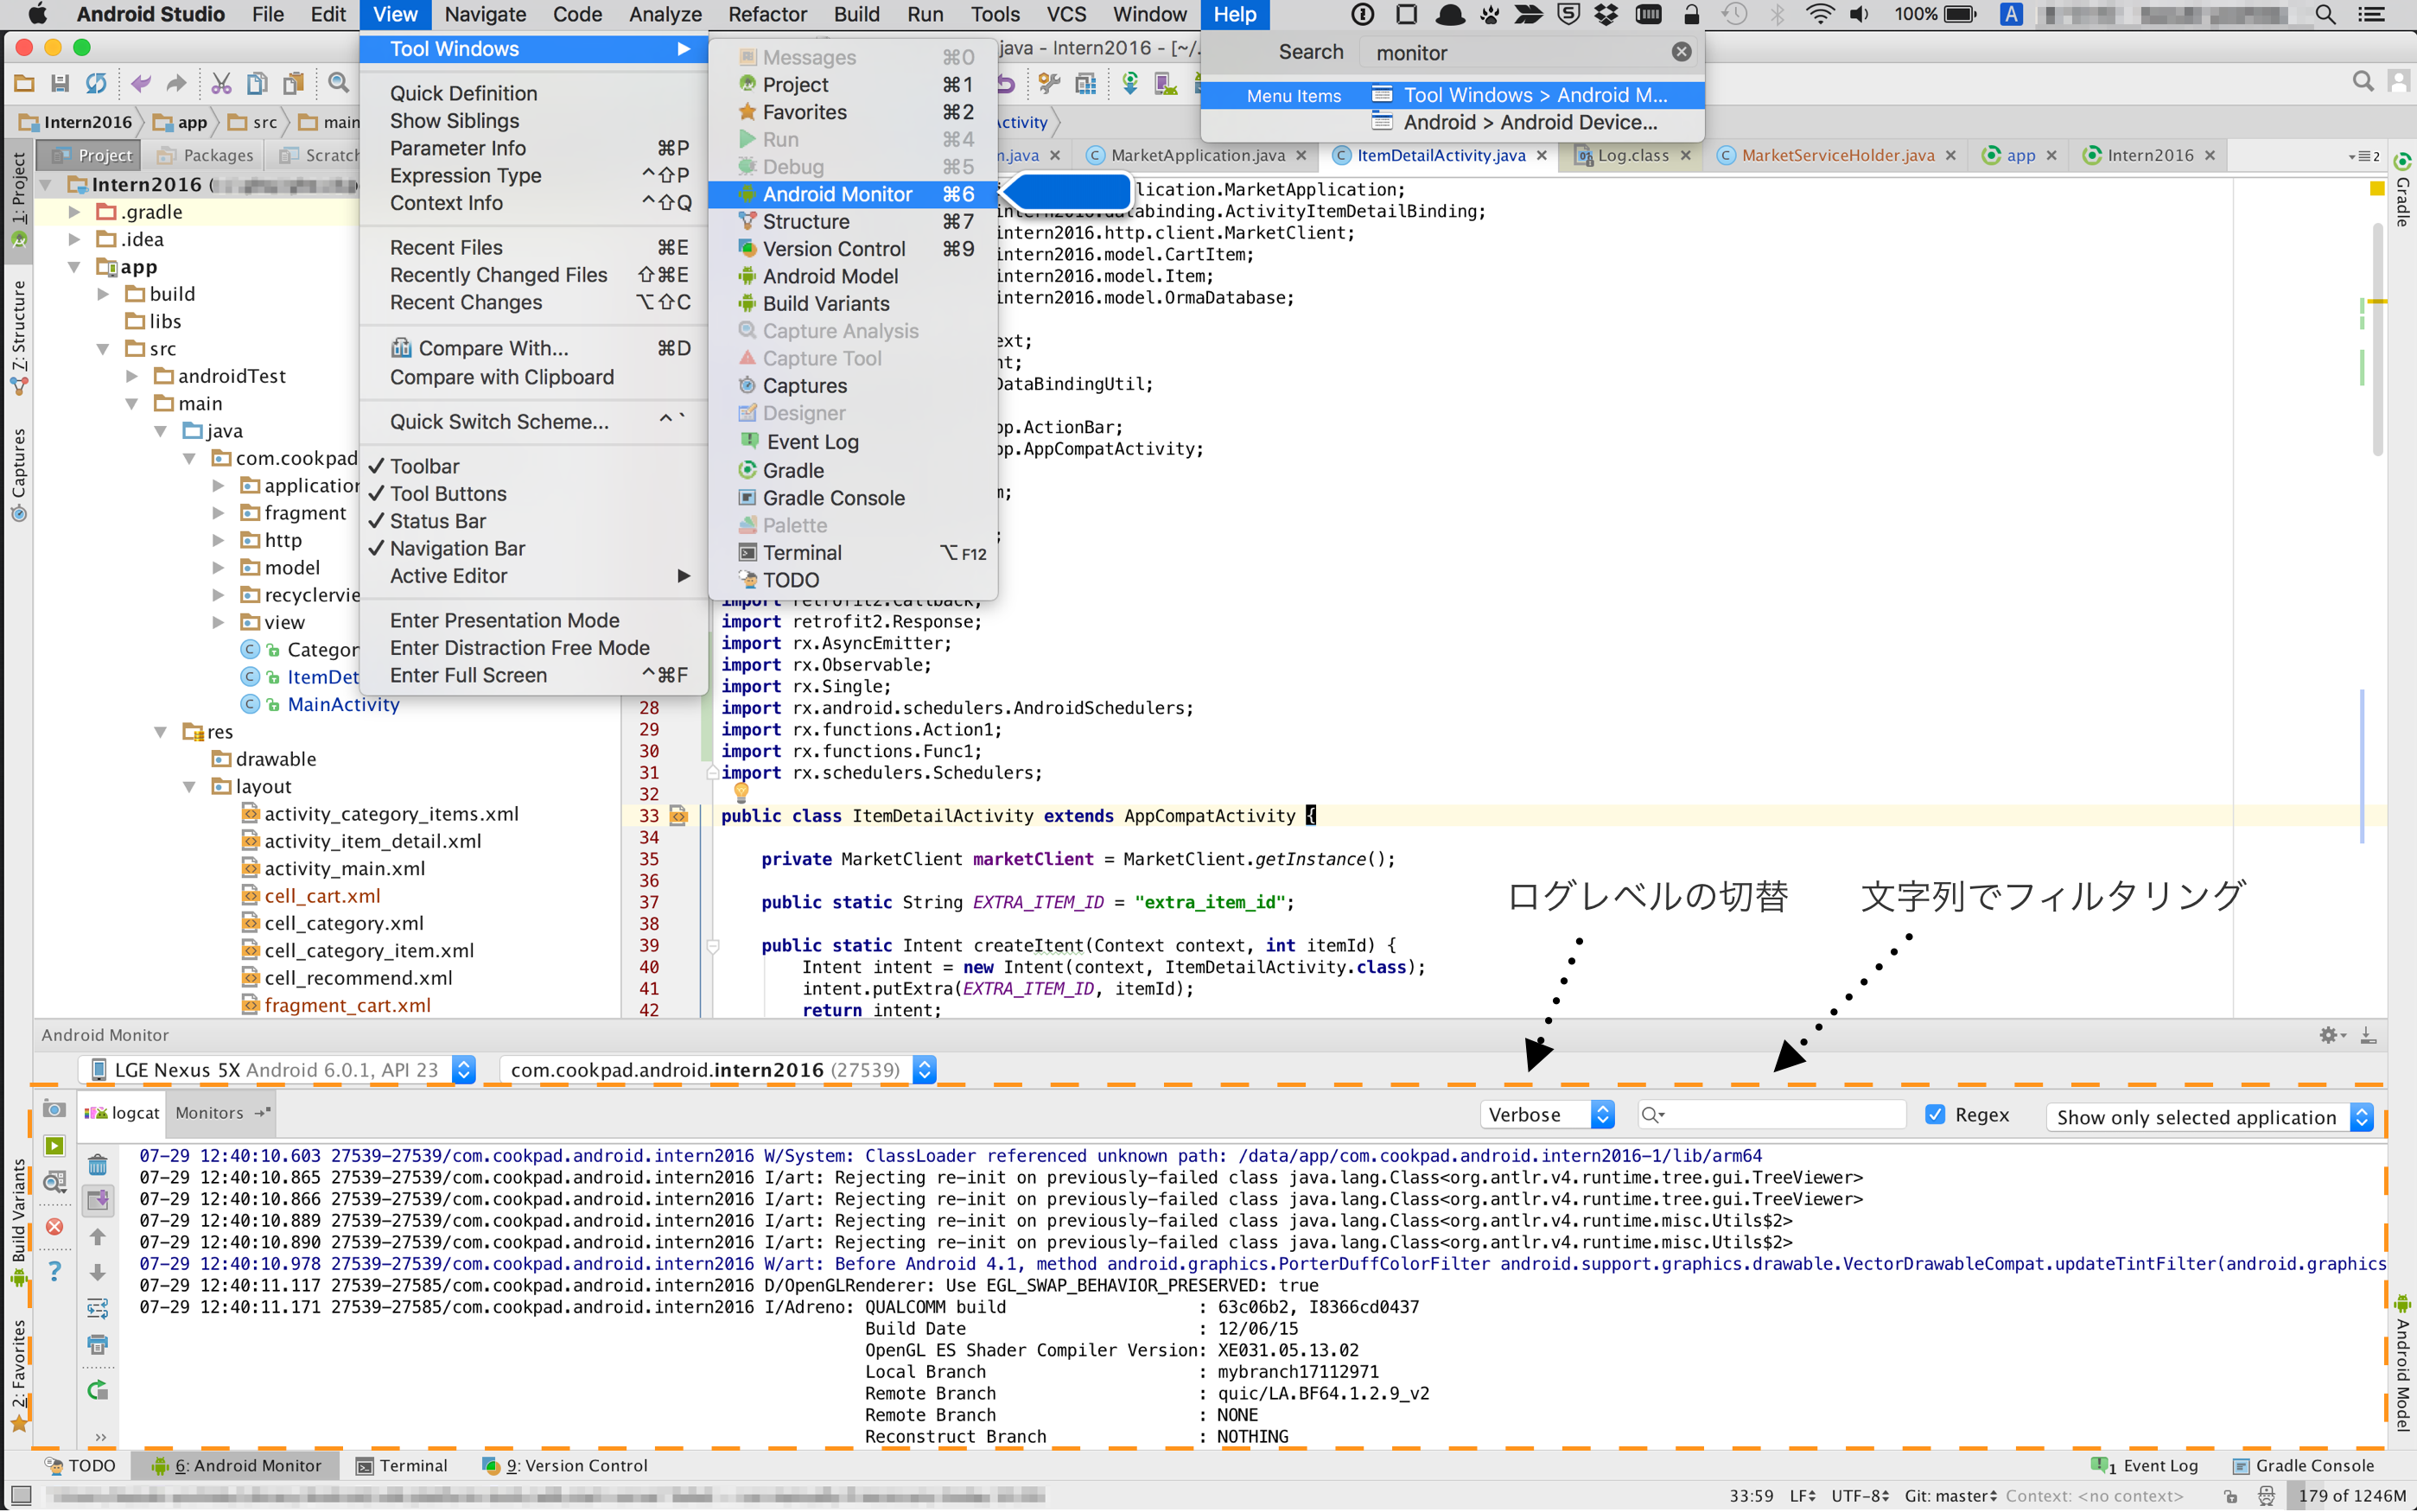 Android Studio File Edit View Navigate Code Analyze Refactor Build Run Tools VCS Window Help 100% A
java - Intern2016 - [~/.
Search monitor
Menu Items Tool Windows > Android M...
Android > Android Device...
Tool Windows
Quick Definition
Show Siblings
Parameter Info ⌘P
Expression Type ^⇧P
Context Info ^⇧Q
Recent Files ⌘E
Recently Changed Files ⇧⌘E
Recent Changes ⌥⇧C
Compare With... ⌘D
Compare with Clipboard
Quick Switch Scheme... ^`
✓ Toolbar
✓ Tool Buttons
✓ Status Bar
✓ Navigation Bar
Active Editor
Enter Presentation Mode
Enter Distraction Free Mode
Enter Full Screen ^⌘F
Messages ⌘0
Project ⌘1
Favorites ⌘2
Run ⌘4
Debug ⌘5
Android Monitor ⌘6
Structure ⌘7
Version Control ⌘9
Android Model
Build Variants
Capture Analysis
Capture Tool
Captures
Designer
Event Log
Gradle
Gradle Console
Palette
Terminal ⌥F12
TODO
Intern2016 app src main
ctivity
Project Packages Scratch
m.java MarketApplication.java ItemDetailActivity.java Log.class MarketServiceHolder.java app Intern2016
1: Project
Z: Structure
Captures
Build Variants
2: Favorites
Gradle
Android Model
Intern2016 (
.gradle
.idea
app
build
libs
src
androidTest
main
java
com.cookpad
application
fragment
http
model
recyclervie
view
Categor
ItemDet
MainActivity
res
drawable
layout
activity_category_items.xml
activity_item_detail.xml
activity_main.xml
cell_cart.xml
cell_category.xml
cell_category_item.xml
cell_recommend.xml
fragment_cart.xml
lication.MarketApplication;
intern2016.databinding.ActivityItemDetailBinding;
intern2016.http.client.MarketClient;
intern2016.model.CartItem;
intern2016.model.Item;
intern2016.model.OrmaDatabase;
ext;
nt;
DataBindingUtil;
pp.ActionBar;
pp.AppCompatActivity;
m;
;
import retrofit2.Callback;
import retrofit2.Response;
import rx.AsyncEmitter;
import rx.Observable;
import rx.Single;
28 import rx.android.schedulers.AndroidSchedulers;
29 import rx.functions.Action1;
30 import rx.functions.Func1;
31 import rx.schedulers.Schedulers;
32
33 public class ItemDetailActivity extends AppCompatActivity {
34
35 private MarketClient marketClient = MarketClient.getInstance();
36
37 public static String EXTRA_ITEM_ID = "extra_item_id";
38
39 public static Intent createItent(Context context, int itemId) {
40 Intent intent = new Intent(context, ItemDetailActivity.class);
41 intent.putExtra(EXTRA_ITEM_ID, itemId);
42 return intent;
ログレベルの切替 文字列でフィルタリング
Android Monitor
LGE Nexus 5X Android 6.0.1, API 23 com.cookpad.android.intern2016 (27539)
logcat Monitors Verbose Regex Show only selected application
07-29 12:40:10.603 27539-27539/com.cookpad.android.intern2016 W/System: ClassLoader referenced unknown path: /data/app/com.cookpad.android.intern2016-1/lib/arm64
07-29 12:40:10.865 27539-27539/com.cookpad.android.intern2016 I/art: Rejecting re-init on previously-failed class java.lang.Class<org.antlr.v4.runtime.tree.gui.TreeViewer>
07-29 12:40:10.866 27539-27539/com.cookpad.android.intern2016 I/art: Rejecting re-init on previously-failed class java.lang.Class<org.antlr.v4.runtime.tree.gui.TreeViewer>
07-29 12:40:10.889 27539-27539/com.cookpad.android.intern2016 I/art: Rejecting re-init on previously-failed class java.lang.Class<org.antlr.v4.runtime.misc.Utils$2>
07-29 12:40:10.890 27539-27539/com.cookpad.android.intern2016 I/art: Rejecting re-init on previously-failed class java.lang.Class<org.antlr.v4.runtime.misc.Utils$2>
07-29 12:40:10.978 27539-27539/com.cookpad.android.intern2016 W/art: Before Android 4.1, method android.graphics.PorterDuffColorFilter android.support.graphics.drawable.VectorDrawableCompat.updateTintFilter(android.graphics
07-29 12:40:11.117 27539-27585/com.cookpad.android.intern2016 D/OpenGLRenderer: Use EGL_SWAP_BEHAVIOR_PRESERVED: true
07-29 12:40:11.171 27539-27585/com.cookpad.android.intern2016 I/Adreno: QUALCOMM build : 63c06b2, I8366cd0437
Build Date : 12/06/15
OpenGL ES Shader Compiler Version: XE031.05.13.02
Local Branch : mybranch17112971
Remote Branch : quic/LA.BF64.1.2.9_v2
Remote Branch : NONE
Reconstruct Branch : NOTHING
TODO 6: Android Monitor Terminal 9: Version Control 1 Event Log Gradle Console
33:59 LF UTF-8 Git: master Context: <no context> 179 of 1246M